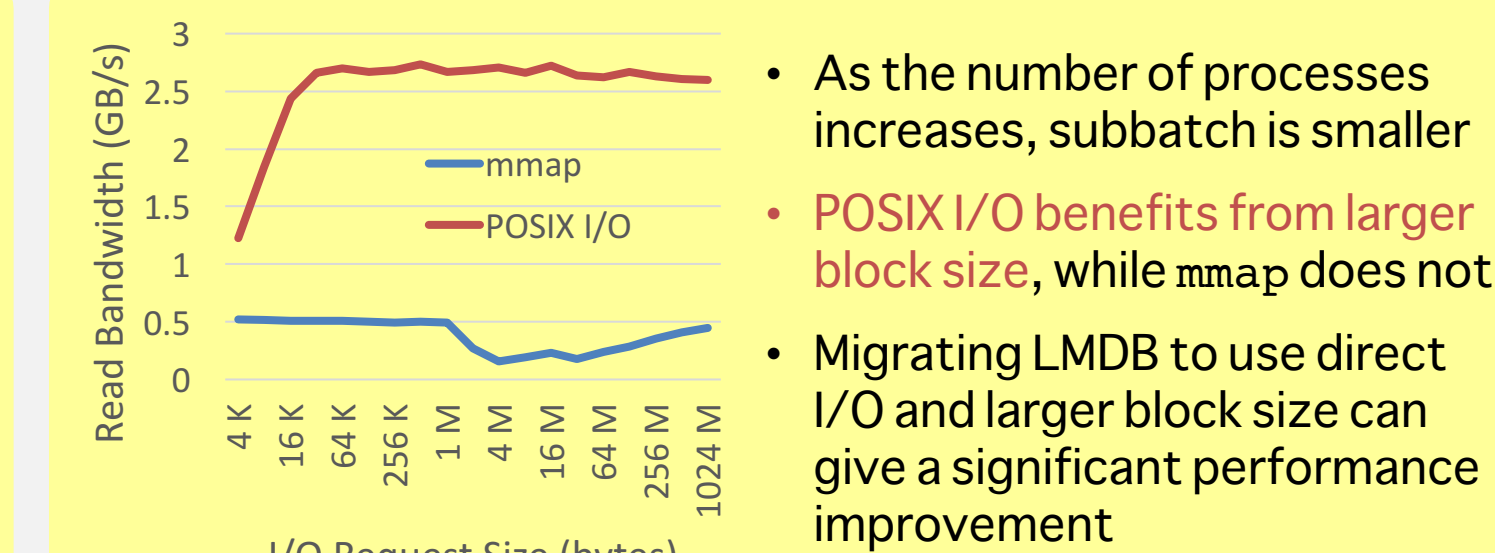 3
2.5
2
1.5
1
0.5
0
Read Bandwidth (GB/s)
mmap
POSIX I/O
4 K
16 K
64 K
256 K
1 M
4 M
16 M
64 M
256 M
1024 M
I/O Request Size (bytes)
• As the number of processes
increases, subbatch is smaller
• POSIX I/O benefits from larger
block size, while mmap does not
• Migrating LMDB to use direct
I/O and larger block size can
give a significant performance
improvement